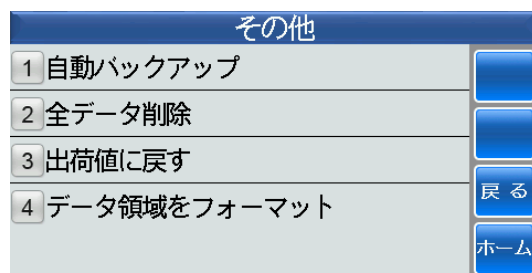 その他
1 自動バックアップ
2 全データ削除
3 出荷値に戻す
4 データ領域をフォーマット
戻る
ホーム